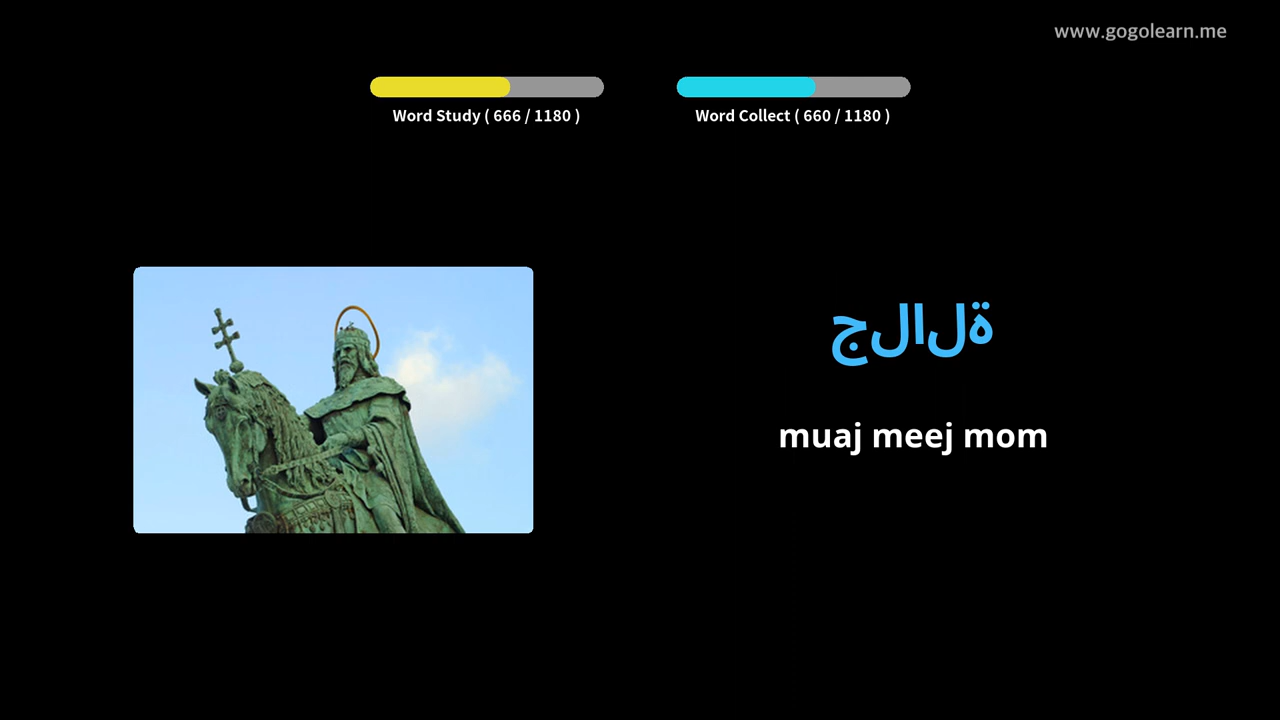 www.gogolearn.me
Word Study ( 666 / 1180 )
Word Collect ( 660 / 1180 )
جلالة
muaj meej mom